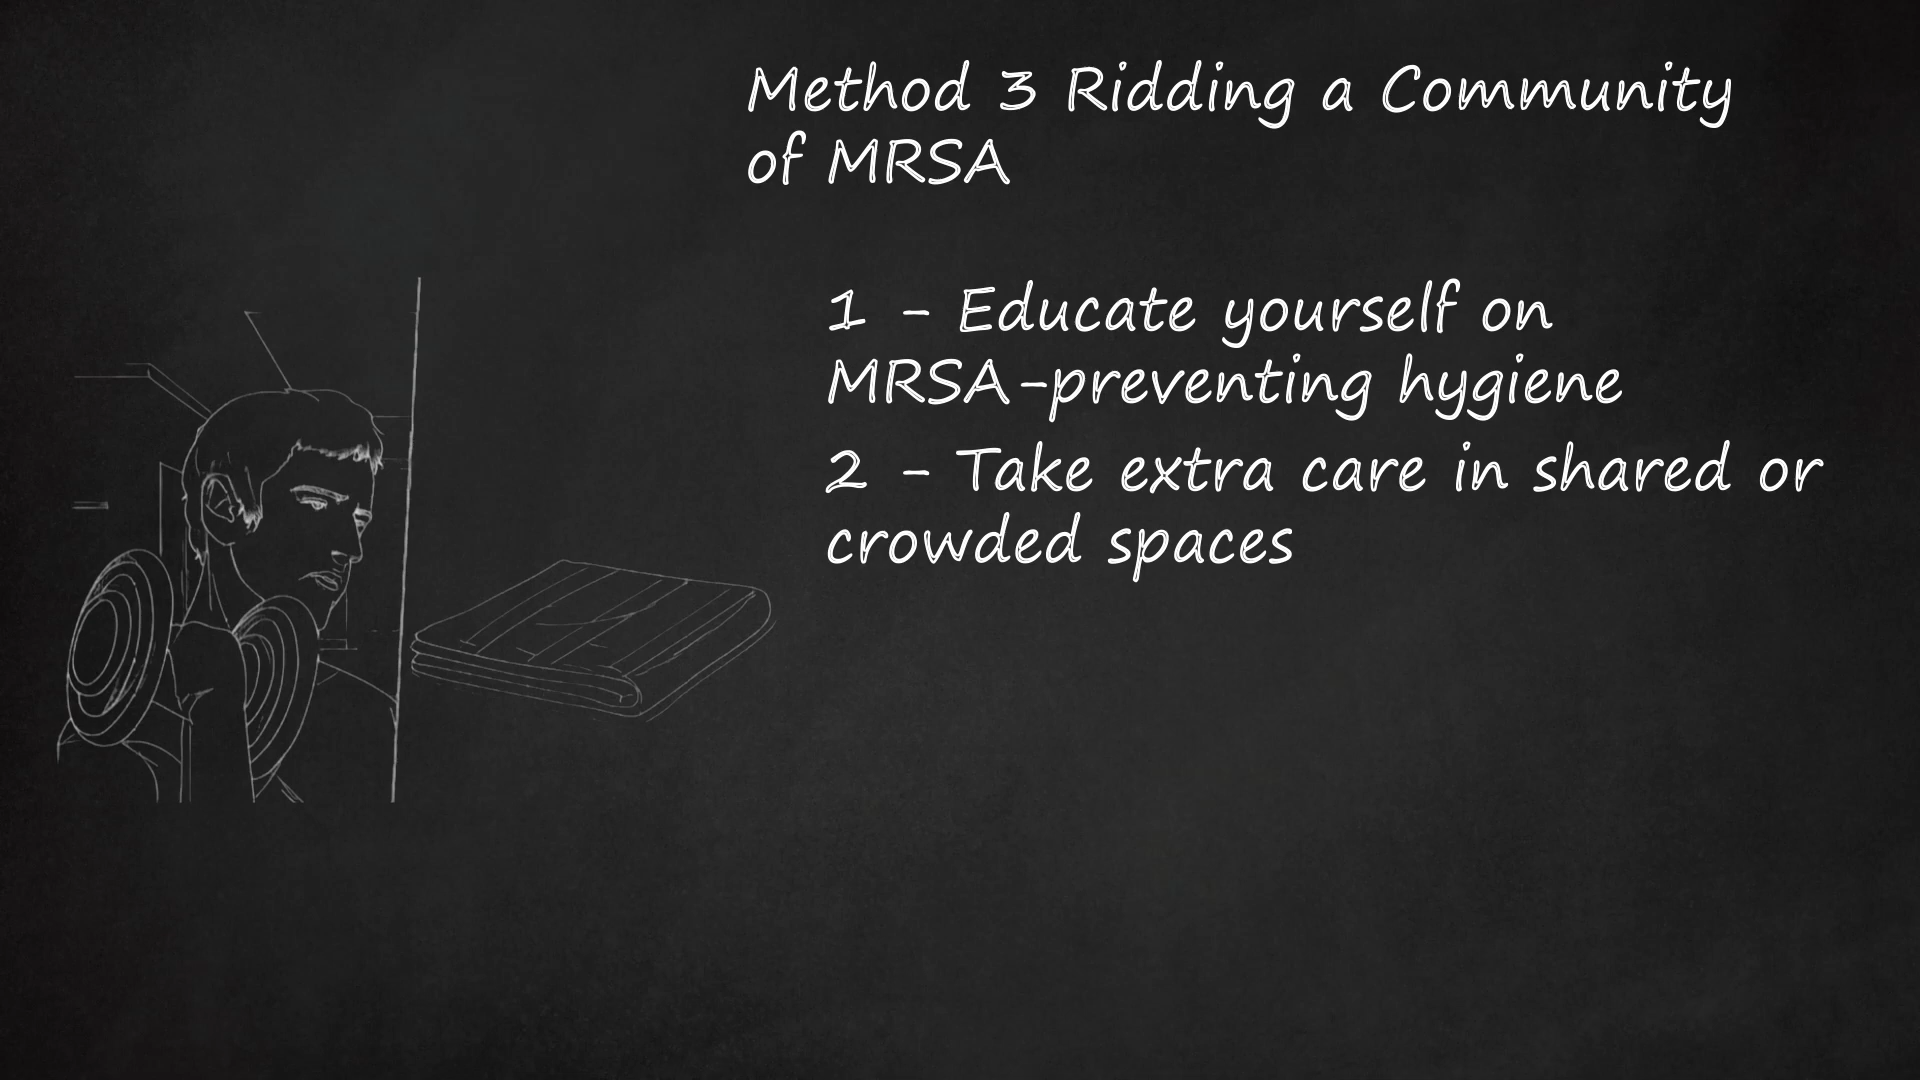 Method 3 Ridding a Community
of MRSA
1 - Educate yourself on
MRSA-preventing hygiene
2 - Take extra care in shared or
crowded spaces